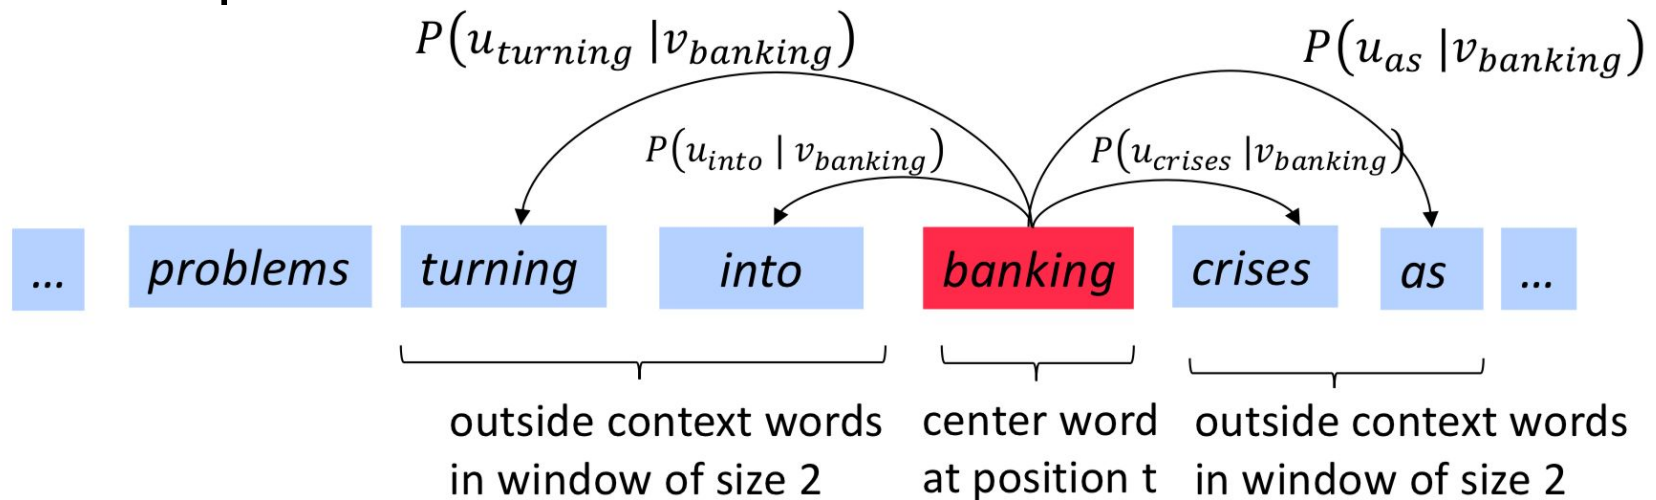 P(u_turning |v_banking)
P(u_as |v_banking)
P(u_into | v_banking)
P(u_crises |v_banking)
... problems turning into banking crises as ...
outside context words
in window of size 2
center word
at position t
outside context words
in window of size 2